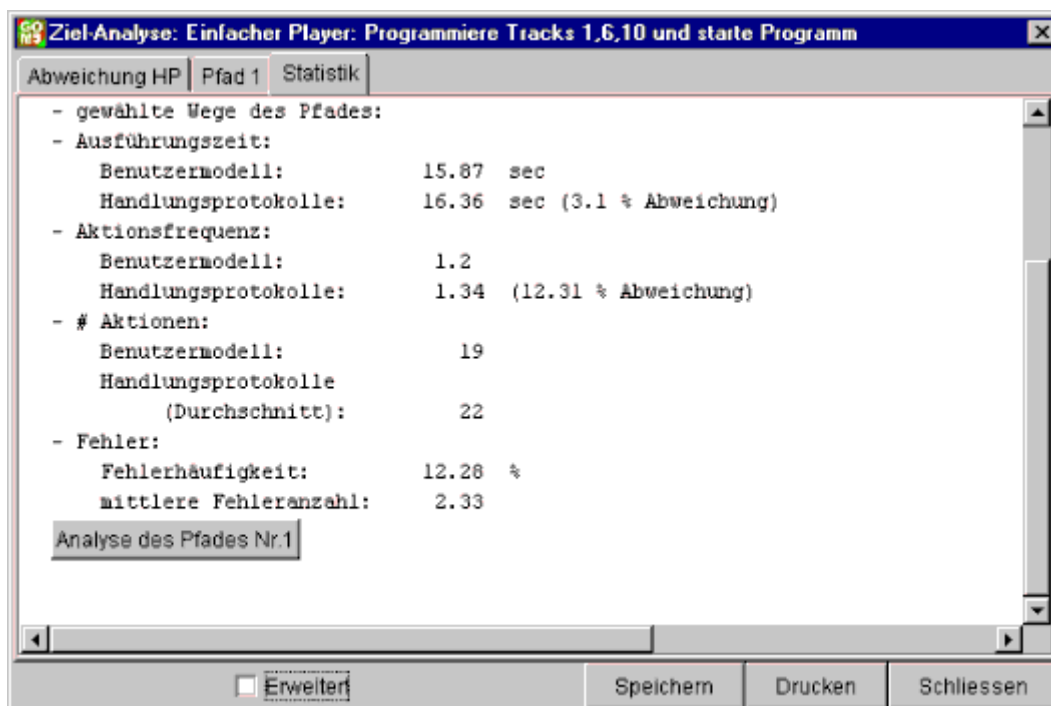 Ziel-Analyse: Einfacher Player: Programmiere Tracks 1,6,10 und starte Programm
Abweichung HP Pfad 1 Statistik
- gewählte Wege des Pfades:
- Ausführungszeit:
Benutzermodell: 15.87 sec
Handlungsprotokolle: 16.36 sec (3.1 % Abweichung)
- Aktionsfrequenz:
Benutzermodell: 1.2
Handlungsprotokolle: 1.34 (12.31 % Abweichung)
- # Aktionen:
Benutzermodell: 19
Handlungsprotokolle
(Durchschnitt): 22
- Fehler:
Fehlerhäufigkeit: 12.28 %
mittlere Fehleranzahl: 2.33
Analyse des Pfades Nr.1
Erweitert Speichern Drucken Schliessen